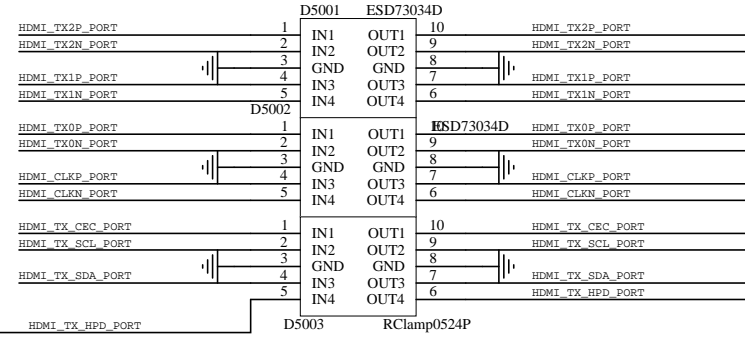 D5001 ESD73034D
HDMI_TX2P_PORT 1 IN1 OUT1 10 HDMI_TX2P_PORT
HDMI_TX2N_PORT 2 IN2 OUT2 9 HDMI_TX2N_PORT
3 GND GND 8
HDMI_TX1P_PORT 4 IN3 OUT3 7 HDMI_TX1P_PORT
HDMI_TX1N_PORT 5 IN4 OUT4 6 HDMI_TX1N_PORT
D5002
HDMI_TX0P_PORT 1 IN1 OUT1 10 ESD73034D HDMI_TX0P_PORT
HDMI_TX0N_PORT 2 IN2 OUT2 9 HDMI_TX0N_PORT
3 GND GND 8
HDMI_CLKP_PORT 4 IN3 OUT3 7 HDMI_CLKP_PORT
HDMI_CLKN_PORT 5 IN4 OUT4 6 HDMI_CLKN_PORT
HDMI_TX_CEC_PORT 1 IN1 OUT1 10 HDMI_TX_CEC_PORT
HDMI_TX_SCL_PORT 2 IN2 OUT2 9 HDMI_TX_SCL_PORT
3 GND GND 8
HDMI_TX_SDA_PORT 4 IN3 OUT3 7 HDMI_TX_SDA_PORT
5 IN4 OUT4 6 HDMI_TX_HPD_PORT
HDMI_TX_HPD_PORT D5003 RClamp0524P